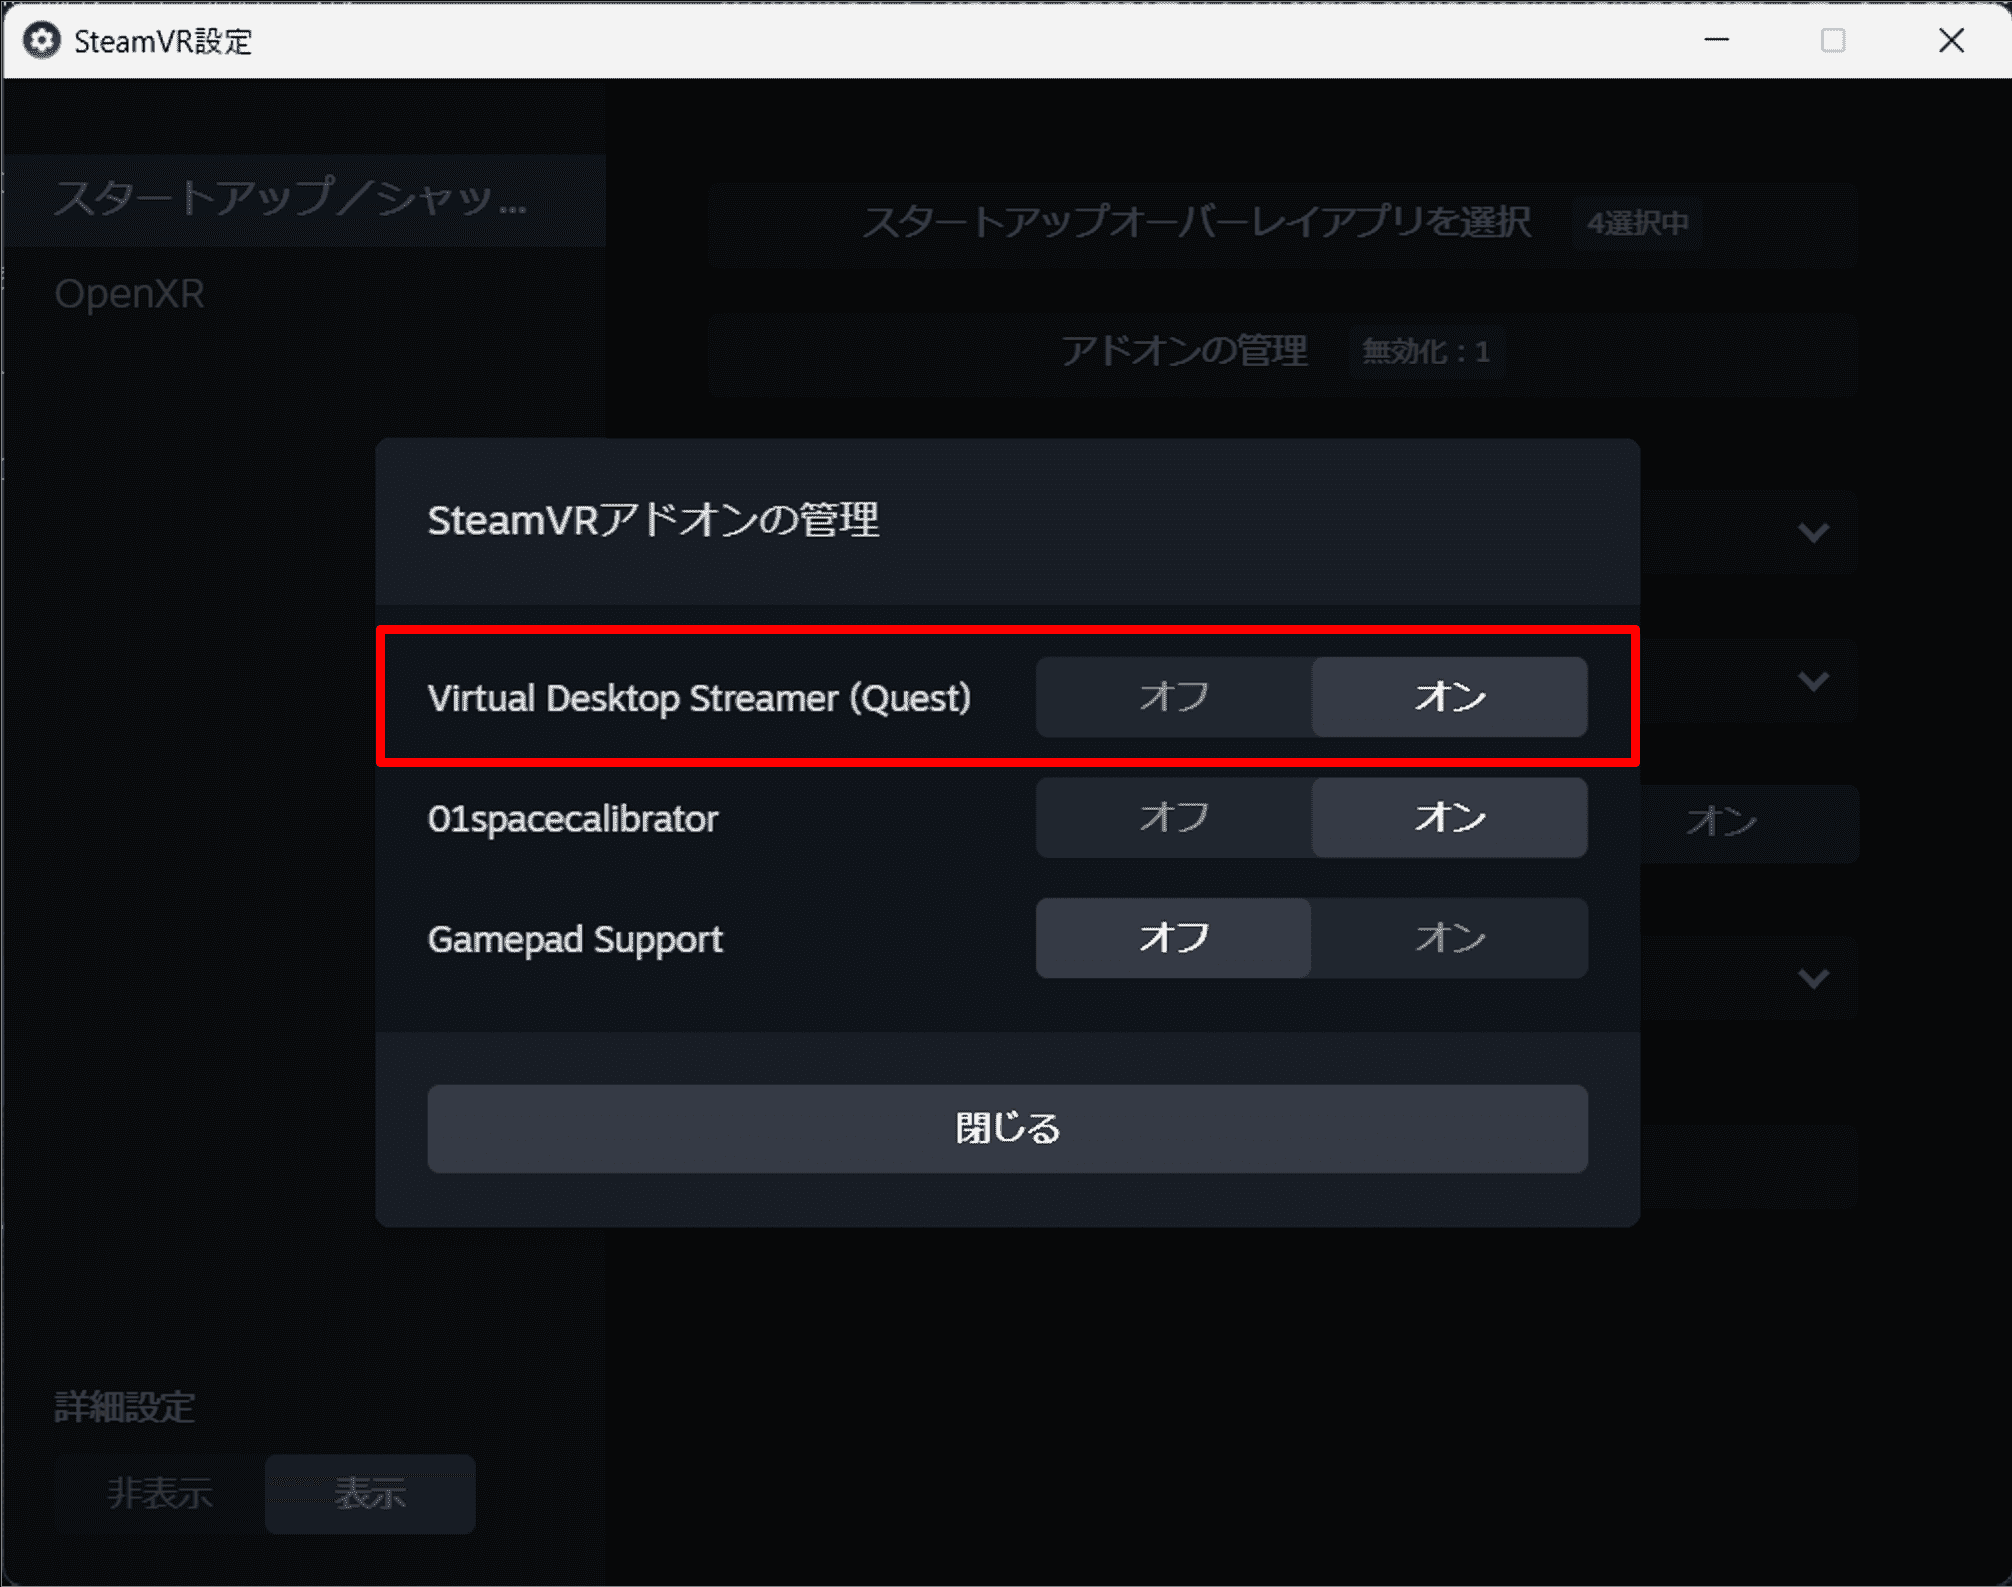 SteamVR設定
スタートアップ／シャッ...
OpenXR
スタートアップオーバーレイアプリを選択 4選択中
アドオンの管理 無効化：1
SteamVRアドオンの管理
Virtual Desktop Streamer (Quest) オフ オン
01spacecalibrator オフ オン
オン
Gamepad Support オフ オン
閉じる
詳細設定
非表示 表示